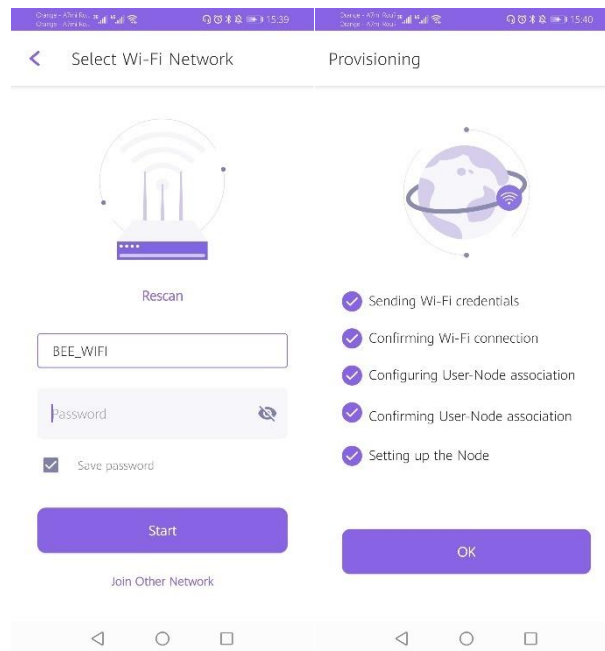 15:39
Select Wi-Fi Network
Rescan
BEE_WIFI
Password
Save password
Start
Join Other Network
15:40
Provisioning
Sending Wi-Fi credentials
Confirming Wi-Fi connection
Configuring User-Node association
Confirming User-Node association
Setting up the Node
OK